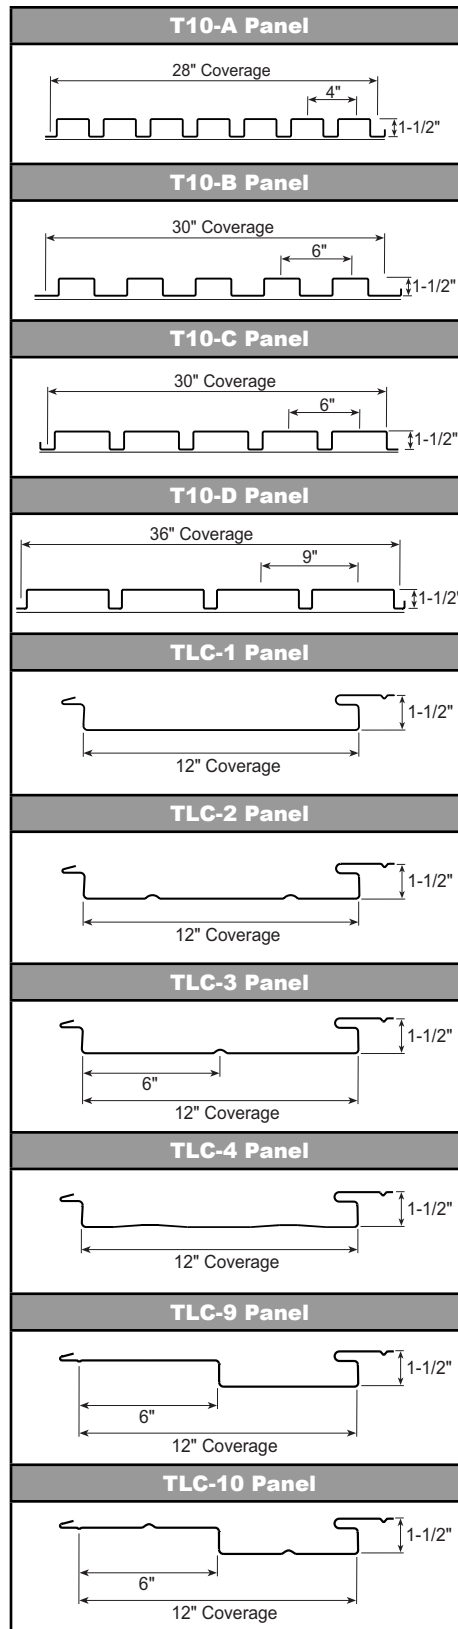 T10-A Panel
28" Coverage
4"
1-1/2"
T10-B Panel
30" Coverage
6"
1-1/2"
T10-C Panel
30" Coverage
6"
1-1/2"
T10-D Panel
36" Coverage
9"
1-1/2"
TLC-1 Panel
1-1/2"
12" Coverage
TLC-2 Panel
1-1/2"
12" Coverage
TLC-3 Panel
1-1/2"
6"
12" Coverage
TLC-4 Panel
1-1/2"
12" Coverage
TLC-9 Panel
1-1/2"
6"
12" Coverage
TLC-10 Panel
1-1/2"
6"
12" Coverage